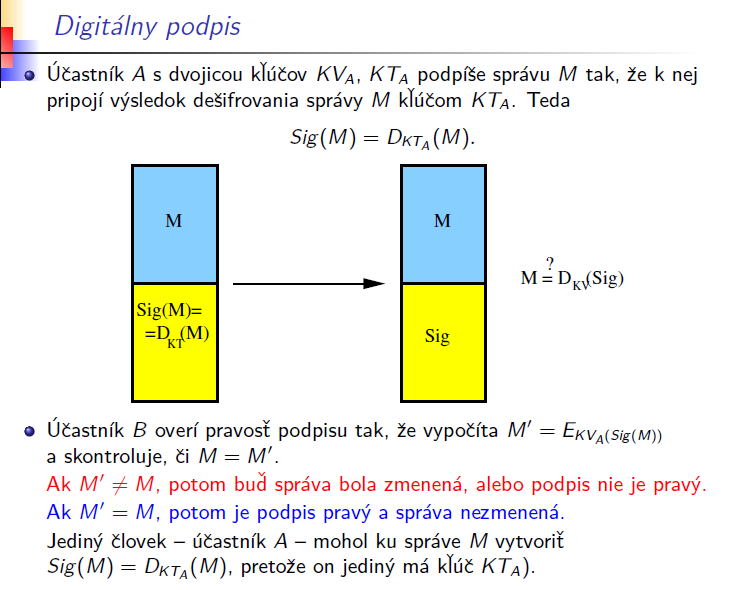 Digitálny podpis
Účastník A s dvojicou kľúčov KV_A, KT_A podpíše správu M tak, že k nej
pripojí výsledok dešifrovania správy M kľúčom KT_A. Teda
Sig(M) = D_{KT_A}(M).
M
M
?
M = D_{KV}(Sig)
Sig(M)=
=D_{KT}(M)
Sig
Účastník B overí pravosť podpisu tak, že vypočíta M′ = E_{KV_A(Sig(M))}
a skontroluje, či M = M′.
Ak M′ ≠ M, potom buď správa bola zmenená, alebo podpis nie je pravý.
Ak M′ = M, potom je podpis pravý a správa nezmenená.
Jediný človek – účastník A – mohol ku správe M vytvoriť
Sig(M) = D_{KT_A}(M), pretože on jediný má kľúč KT_A).